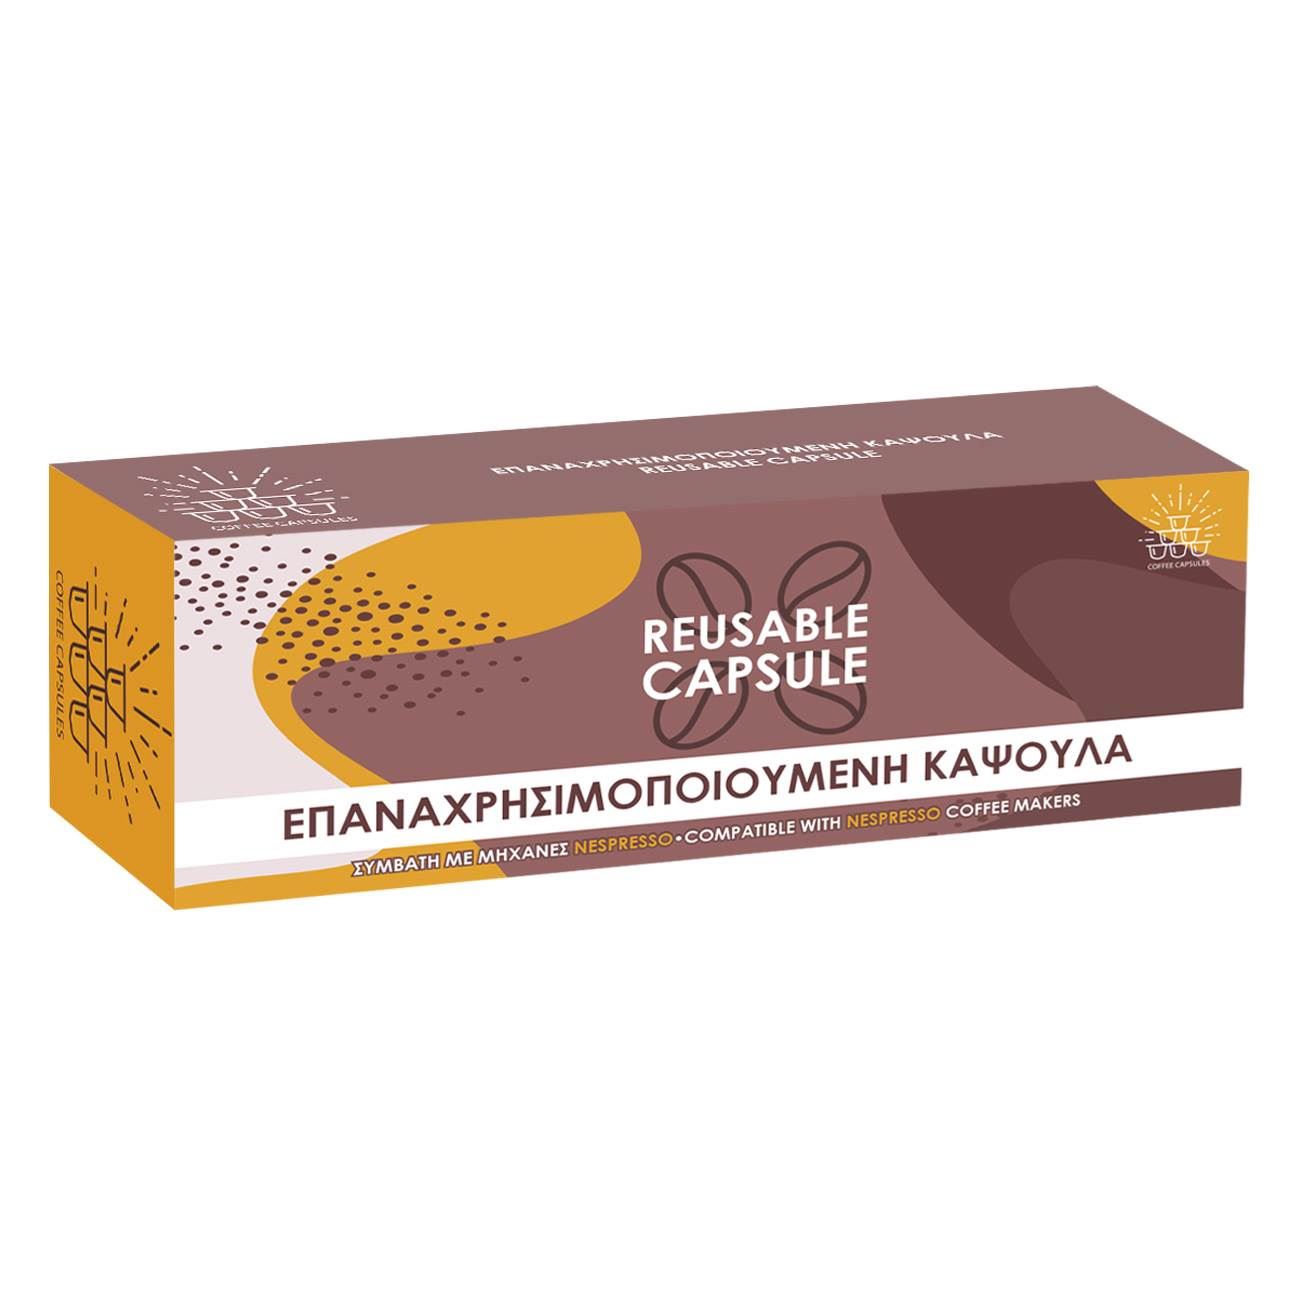 ΕΠΑΝΑΧΡΗΣΙΜΟΠΟΙΟΥΜΕΝΗ ΚΑΨΟΥΛΑ
REUSABLE CAPSULE
COFFEE CAPSULES
COFFEE CAPSULES
COFFEE CAPSULES
REUSABLE
CAPSULE
ΕΠΑΝΑΧΡΗΣΙΜΟΠΟΙΟΥΜΕΝΗ ΚΑΨΟΥΛΑ
ΣΥΜΒΑΤΗ ΜΕ ΜΗΧΑΝΕΣ NESPRESSO•COMPATIBLE WITH NESPRESSO COFFEE MAKERS